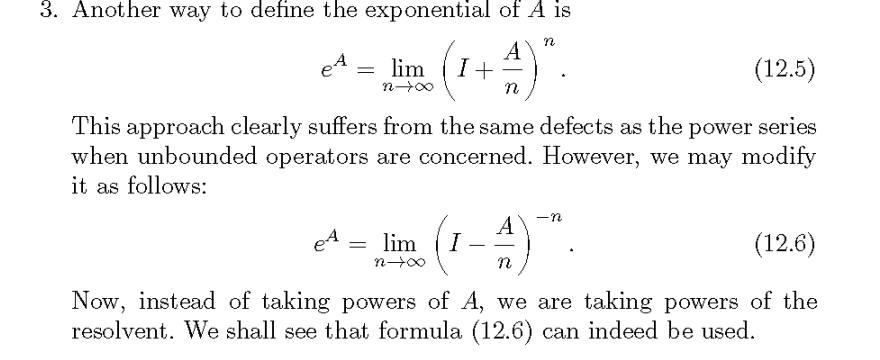 3. Another way to define the exponential of A is
e^A = lim_{n→∞} (I + A/n)^n. (12.5)
This approach clearly suffers from the same defects as the power series
when unbounded operators are concerned. However, we may modify
it as follows:
e^A = lim_{n→∞} (I − A/n)^{−n}. (12.6)
Now, instead of taking powers of A, we are taking powers of the
resolvent. We shall see that formula (12.6) can indeed be used.